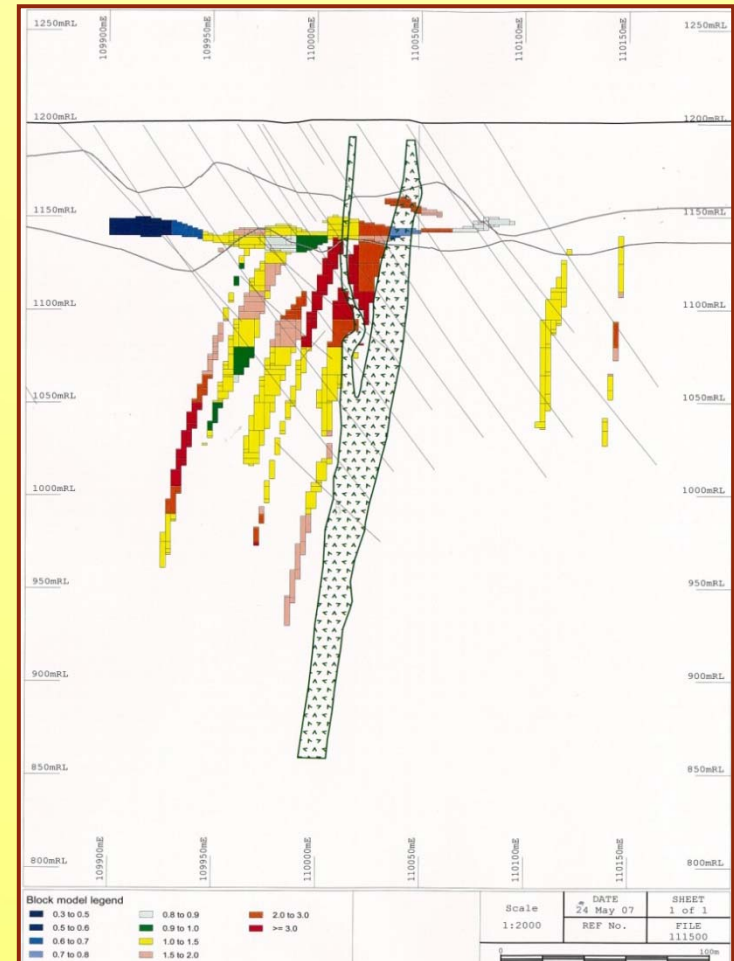 1250mRL 109900mE 109950mE 110000mE 110050mE 110100mE 110150mE 1250mRL
1200mRL 1200mRL
1150mRL 1150mRL
1100mRL 1100mRL
1050mRL 1050mRL
1000mRL 1000mRL
950mRL 950mRL
900mRL 900mRL
850mRL 850mRL
800mRL 109900mE 109950mE 110000mE 110050mE 110100mE 110150mE 800mRL
Block model legend
0.3 to 0.5 0.8 to 0.9 2.0 to 3.0
0.5 to 0.6 0.9 to 1.0 >= 3.0
0.6 to 0.7 1.0 to 1.5
0.7 to 0.8 1.5 to 2.0
Scale DATE SHEET
24 May 07 1 of 1
1:2000 REF No. FILE
111500
0 100m